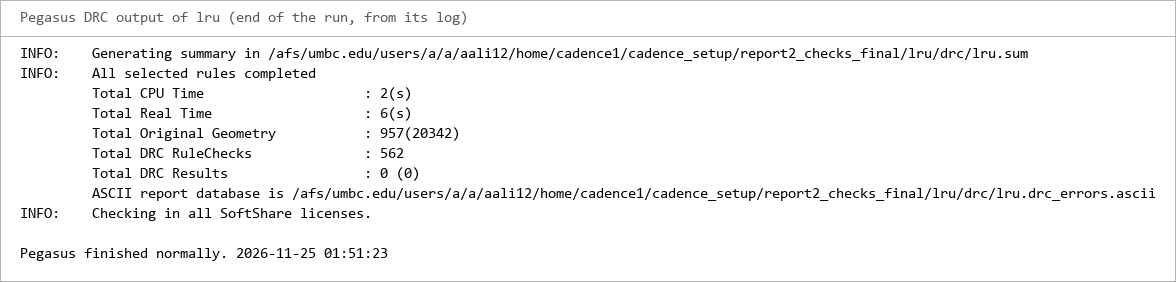 Pegasus DRC output of lru (end of the run, from its log)
INFO:    Generating summary in /afs/umbc.edu/users/a/a/aali12/home/cadence1/cadence_setup/report2_checks_final/lru/drc/lru.sum
INFO:    All selected rules completed
         Total CPU Time                    : 2(s)
         Total Real Time                   : 6(s)
         Total Original Geometry           : 957(20342)
         Total DRC RuleChecks              : 562
         Total DRC Results                 : 0 (0)
         ASCII report database is /afs/umbc.edu/users/a/a/aali12/home/cadence1/cadence_setup/report2_checks_final/lru/drc/lru.drc_errors.ascii
INFO:    Checking in all SoftShare licenses.
Pegasus finished normally. 2026-11-25 01:51:23